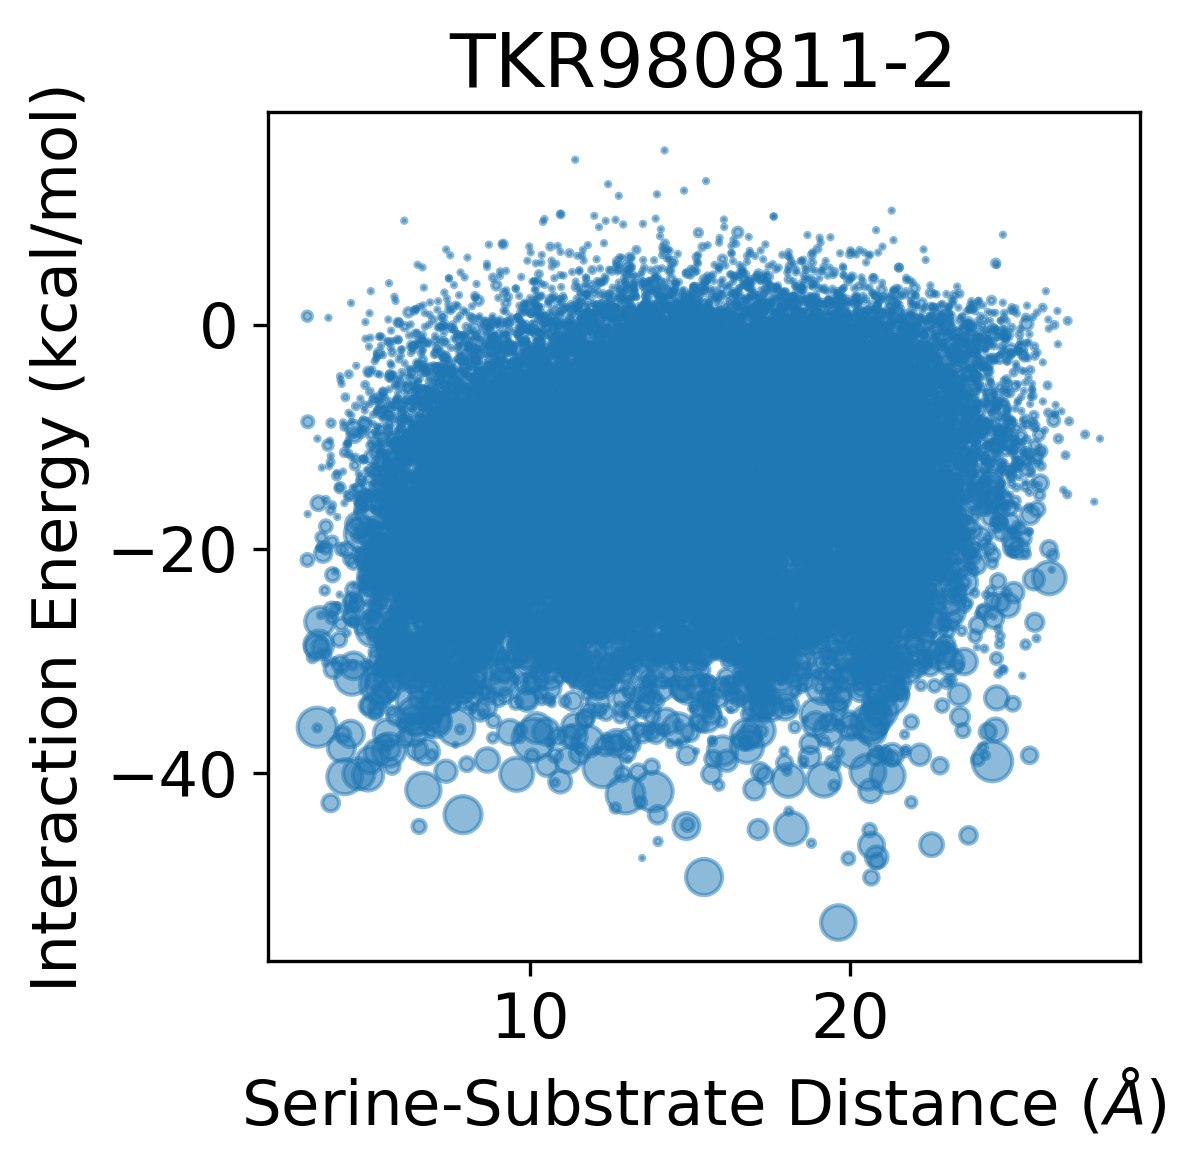 TKR980811-2
Interaction Energy (kcal/mol)
0
−20
−40
10
20
Serine-Substrate Distance (Å)